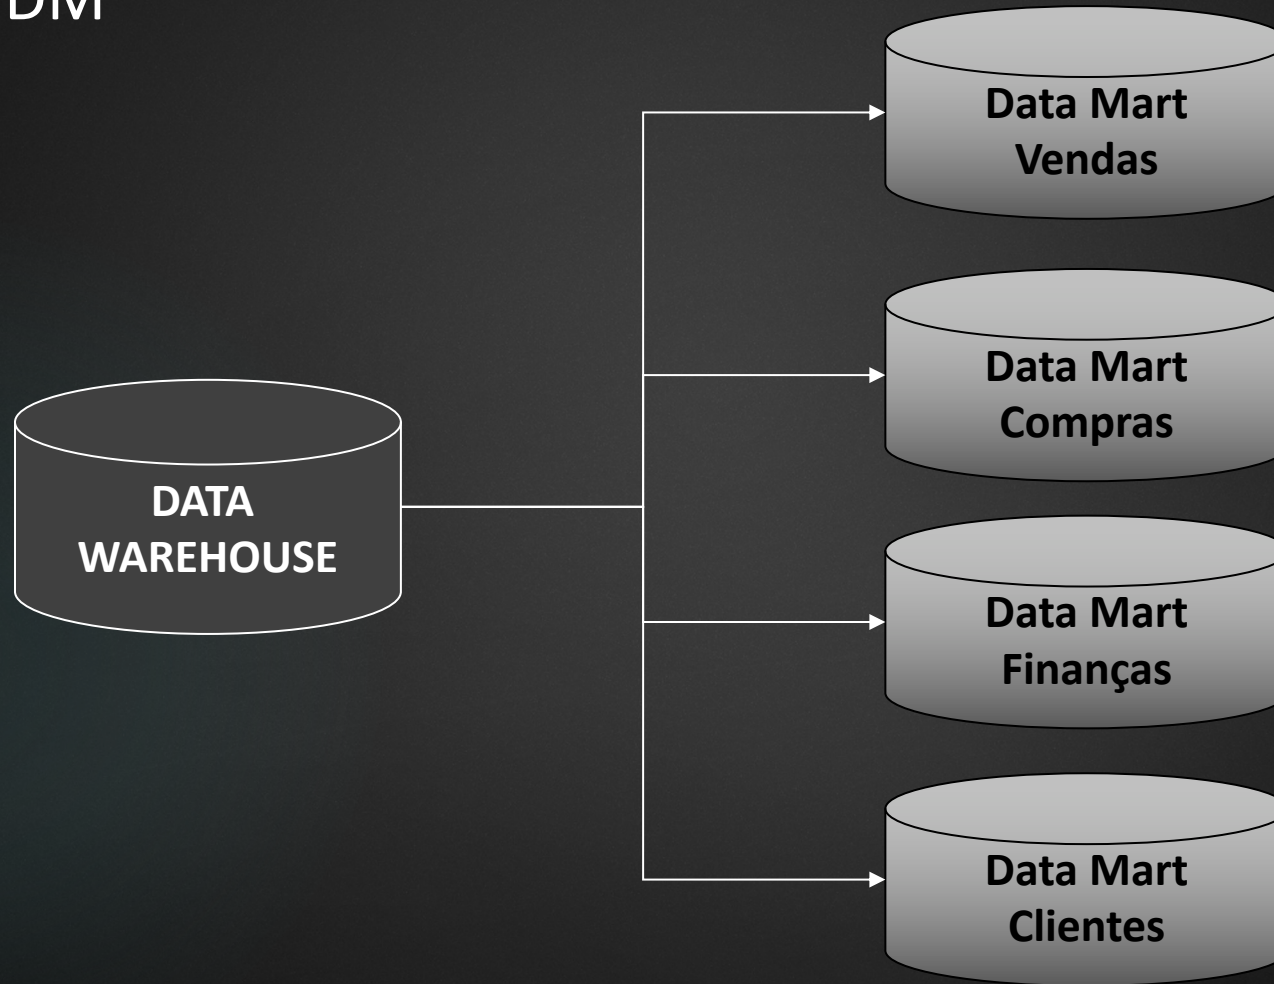 DM
Data Mart
Vendas
Data Mart
Compras
DATA
WAREHOUSE
Data Mart
Finanças
Data Mart
Clientes